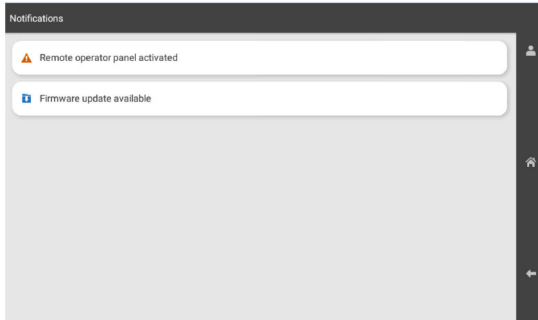 Notifications
Remote operator panel activated
Firmware update available